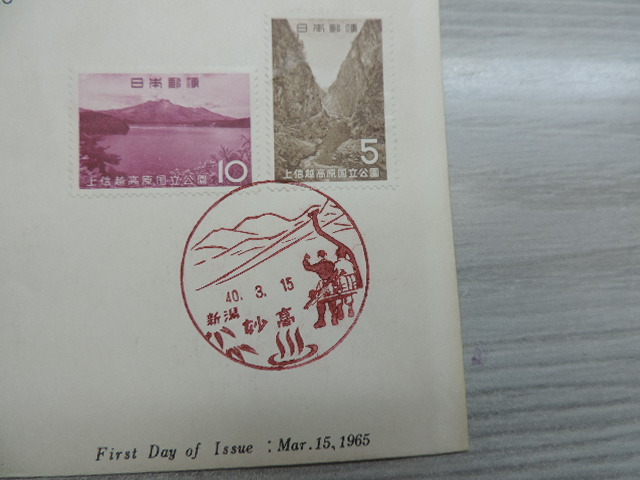 日本郵便
10
上信越高原国立公園
日本郵便
5
上信越高原国立公園
40. 3. 15
新潟
妙高
First Day of Issue : Mar. 15, 1965